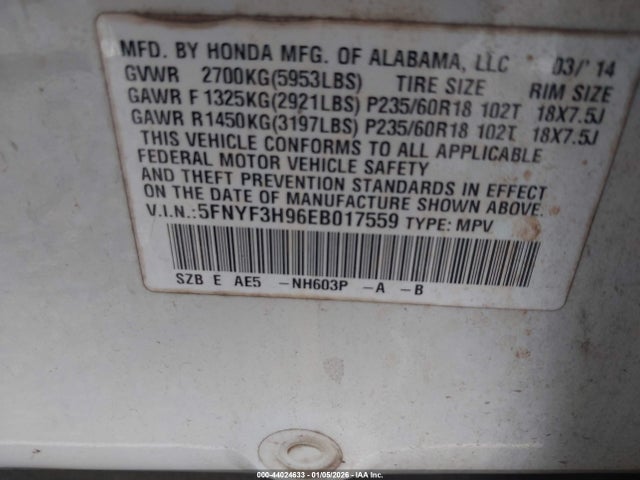 MFD. BY HONDA MFG. OF ALABAMA, LLC 03/'14
GVWR 2700KG(5953LBS) TIRE SIZE RIM SIZE
GAWR F 1325KG(2921LBS) P235/60R18 102T 18X7.5J
GAWR R 1450KG(3197LBS) P235/60R18 102T 18X7.5J
THIS VEHICLE CONFORMS TO ALL APPLICABLE
FEDERAL MOTOR VEHICLE SAFETY
AND THEFT PREVENTION STANDARDS IN EFFECT
ON THE DATE OF MANUFACTURE SHOWN ABOVE.
V.I.N.:5FNYF3H96EB017559 TYPE: MPV
SZB E AE5 -NH603P -A -B
000-44024633 - 01/05/2026 - IAA Inc.